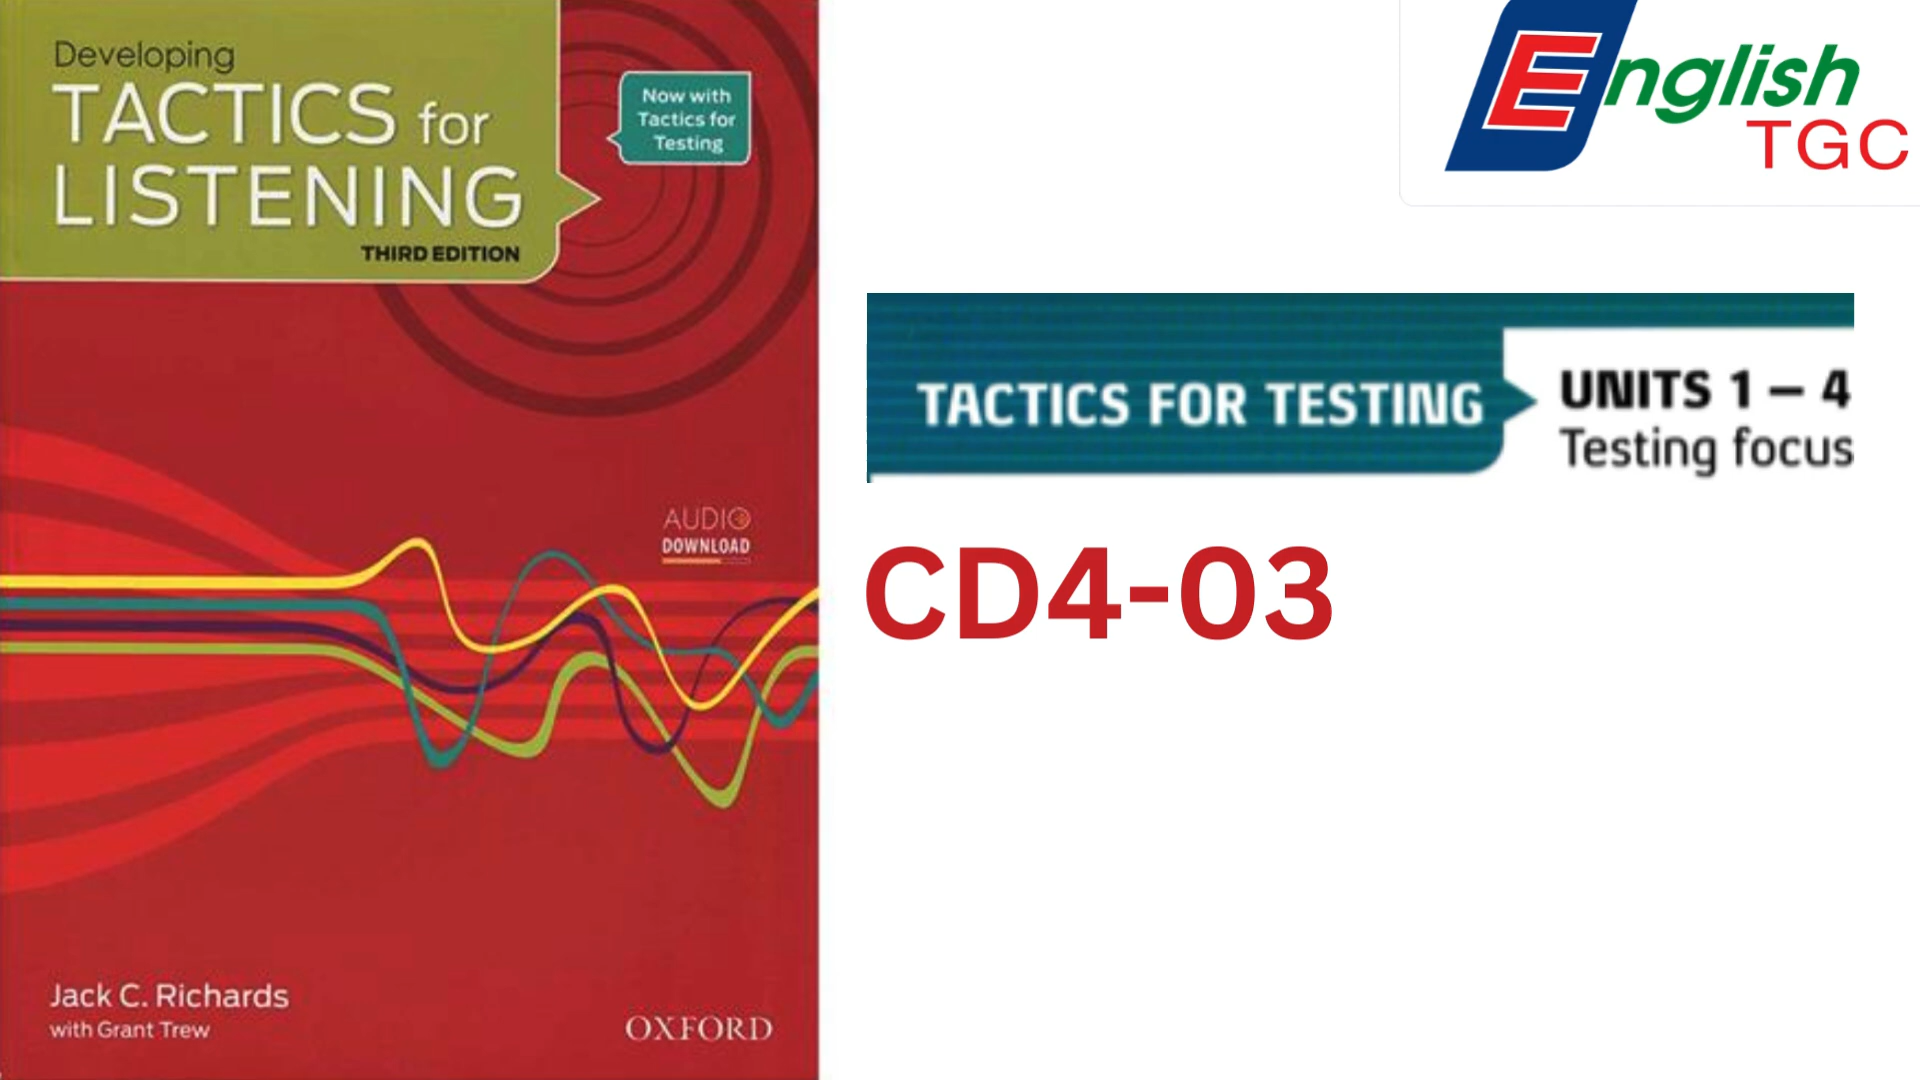 Developing
TACTICS for
LISTENING
THIRD EDITION
Now with
Tactics for
Testing
AUDIO
DOWNLOAD
Jack C. Richards
with Grant Trew
OXFORD
English
TGC
TACTICS FOR TESTING
UNITS 1 – 4
Testing focus
CD4-03